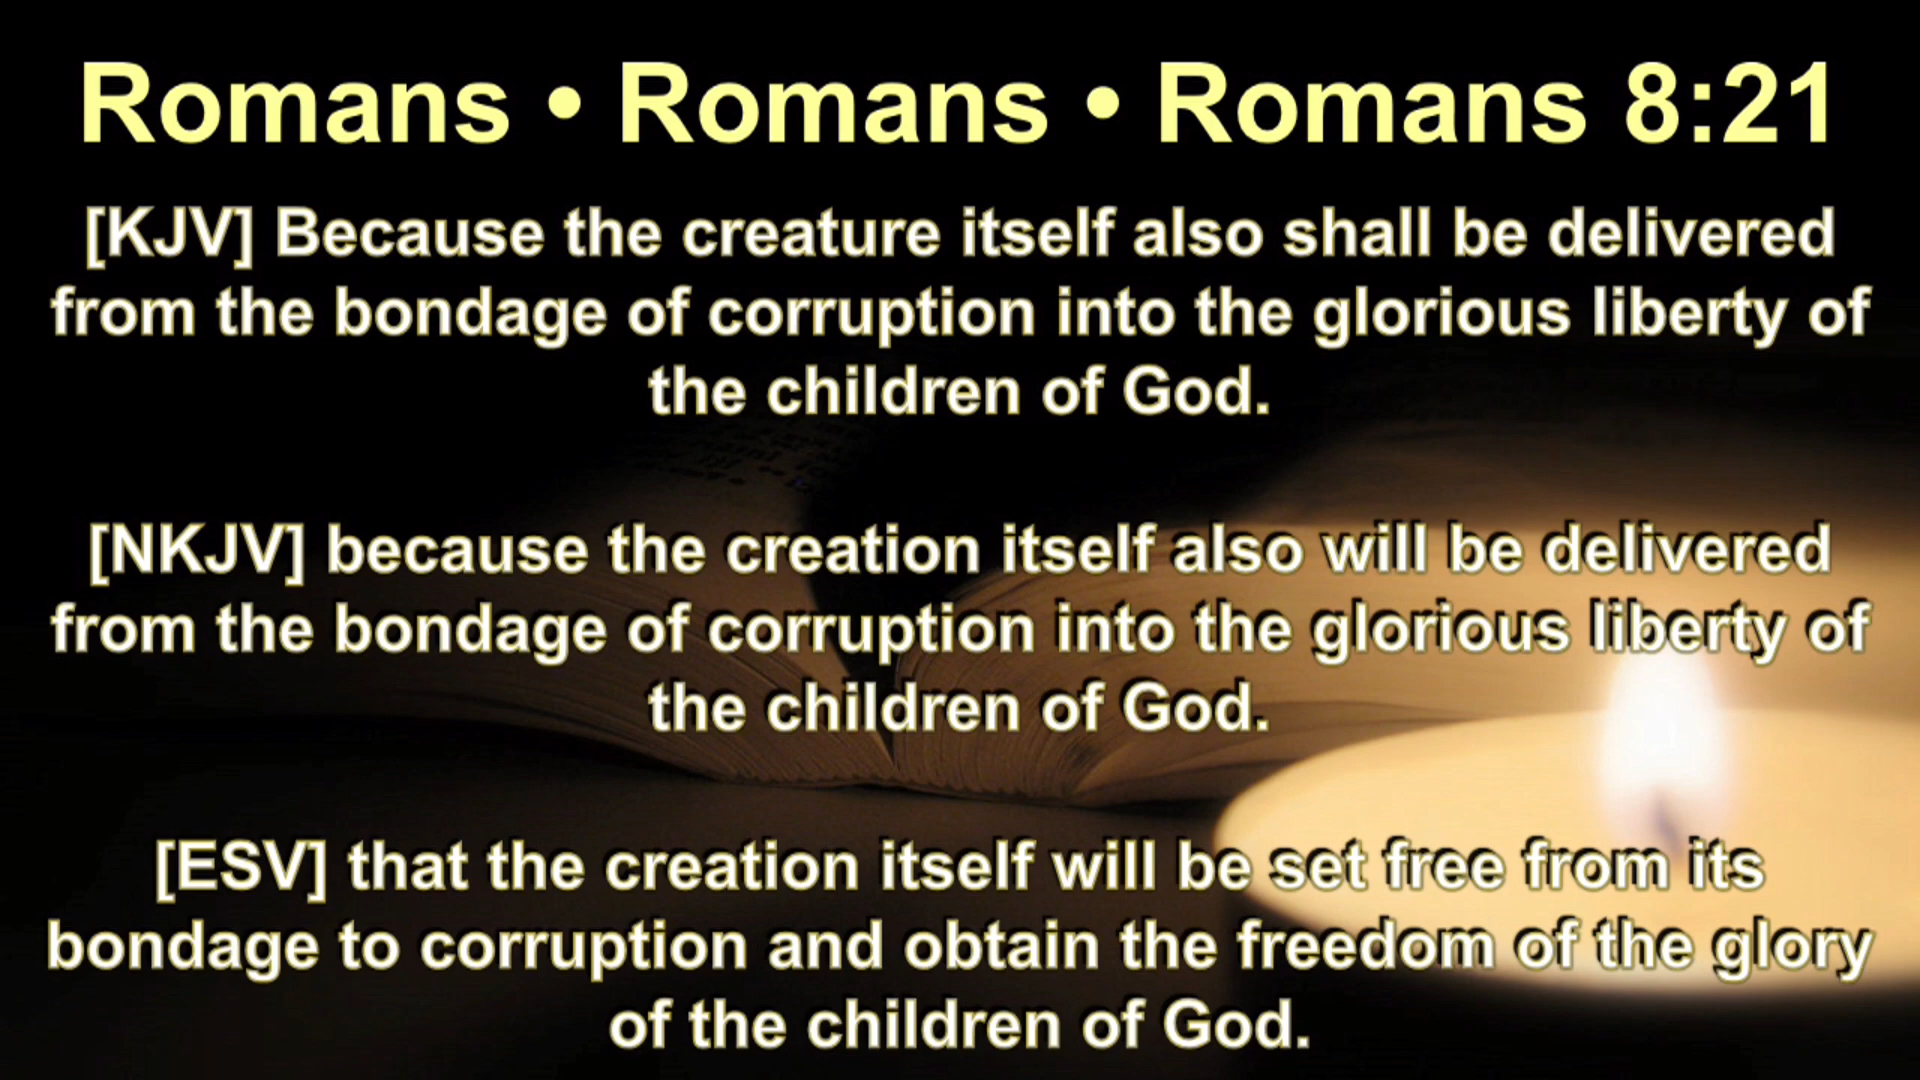 Romans • Romans • Romans 8:21
[KJV] Because the creature itself also shall be delivered
from the bondage of corruption into the glorious liberty of
the children of God.
[NKJV] because the creation itself also will be delivered
from the bondage of corruption into the glorious liberty of
the children of God.
[ESV] that the creation itself will be set free from its
bondage to corruption and obtain the freedom of the glory
of the children of God.